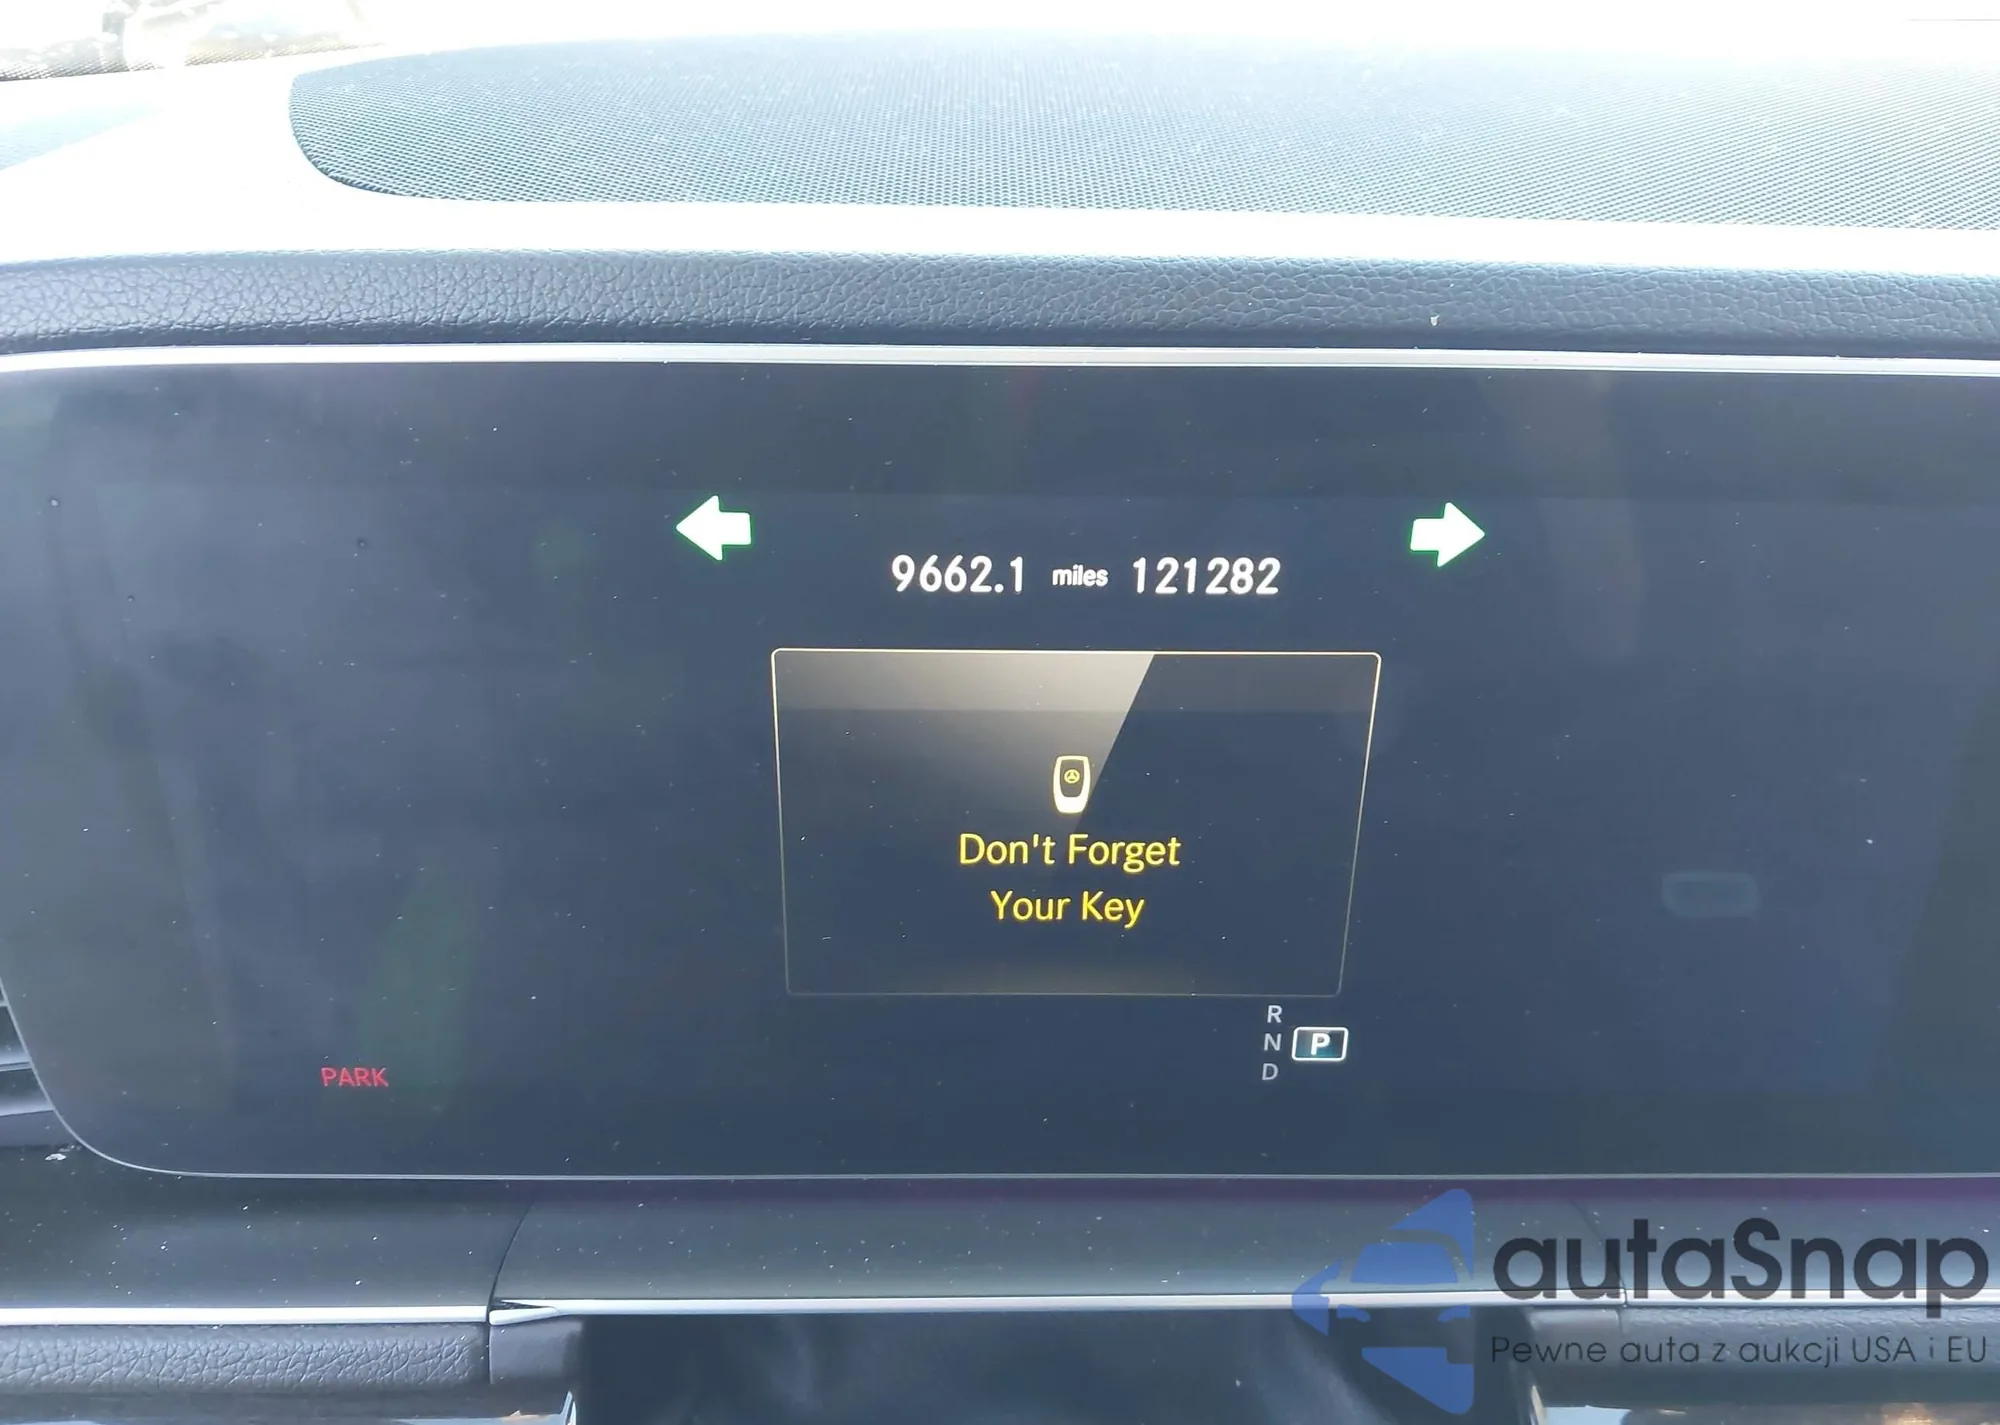 9662.1 miles 121282
Don't Forget
Your Key
R
N P
D
PARK
autaSnap
Pewne auta z aukcji USA i EU